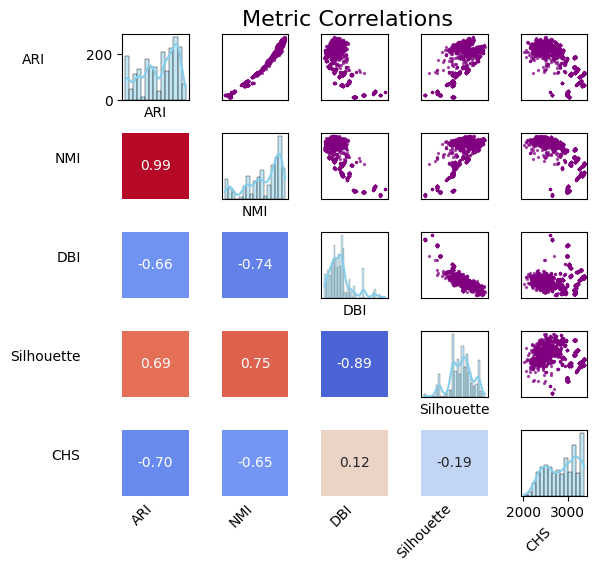 Metric Correlations
ARI
200
0
ARI
NMI
0.99
NMI
DBI
-0.66
-0.74
DBI
Silhouette
0.69
0.75
-0.89
Silhouette
CHS
-0.70
-0.65
0.12
-0.19
2000 3000
ARI
NMI
DBI
Silhouette
CHS